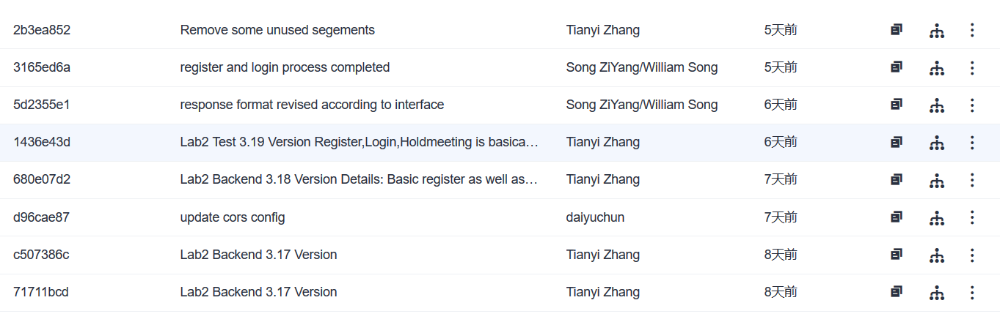 2b3ea852 Remove some unused segements Tianyi Zhang 5天前
3165ed6a register and login process completed Song ZiYang/William Song 5天前
5d2355e1 response format revised according to interface Song ZiYang/William Song 6天前
1436e43d Lab2 Test 3.19 Version Register,Login,Holdmeeting is basica… Tianyi Zhang 6天前
680e07d2 Lab2 Backend 3.18 Version Details: Basic register as well as… Tianyi Zhang 7天前
d96cae87 update cors config daiyuchun 7天前
c507386c Lab2 Backend 3.17 Version Tianyi Zhang 8天前
71711bcd Lab2 Backend 3.17 Version Tianyi Zhang 8天前